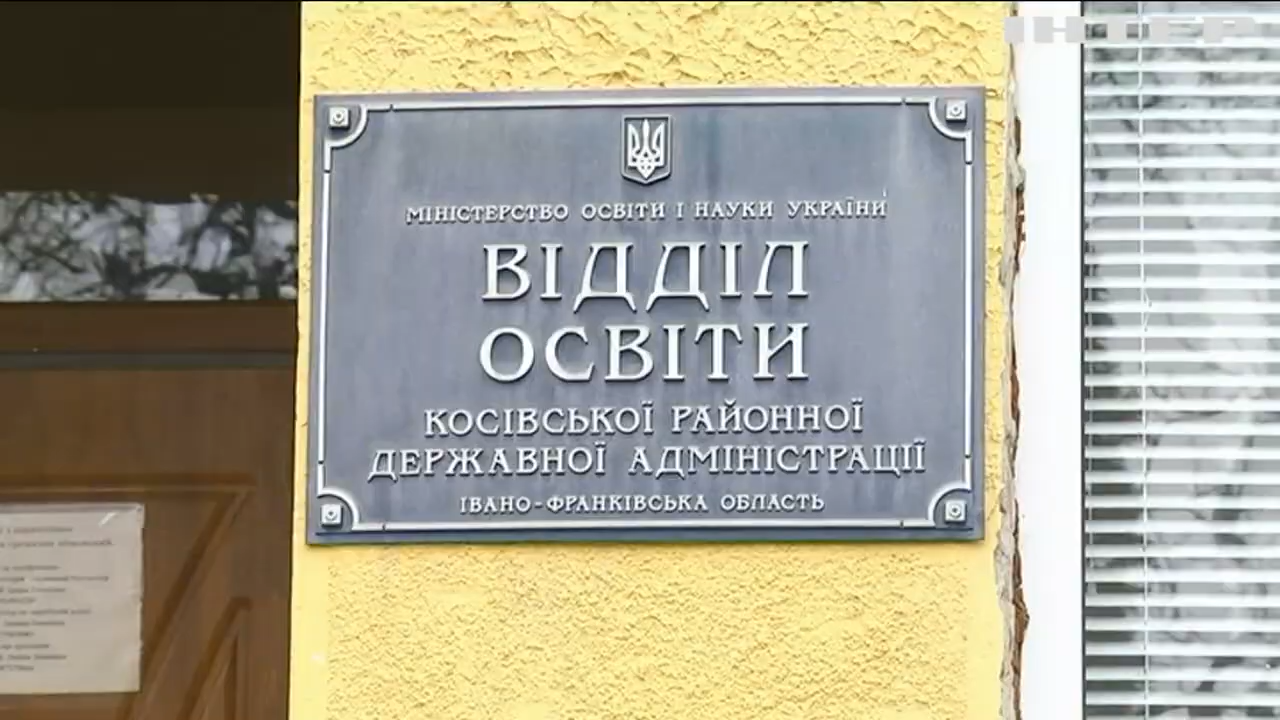 ІНТЕР
МІНІСТЕРСТВО ОСВІТИ І НАУКИ УКРАЇНИ
ВІДДІЛ
ОСВІТИ
КОСІВСЬКОЇ РАЙОННОЇ
ДЕРЖАВНОЇ АДМІНІСТРАЦІЇ
ІВАНО-ФРАНКІВСЬКА ОБЛАСТЬ